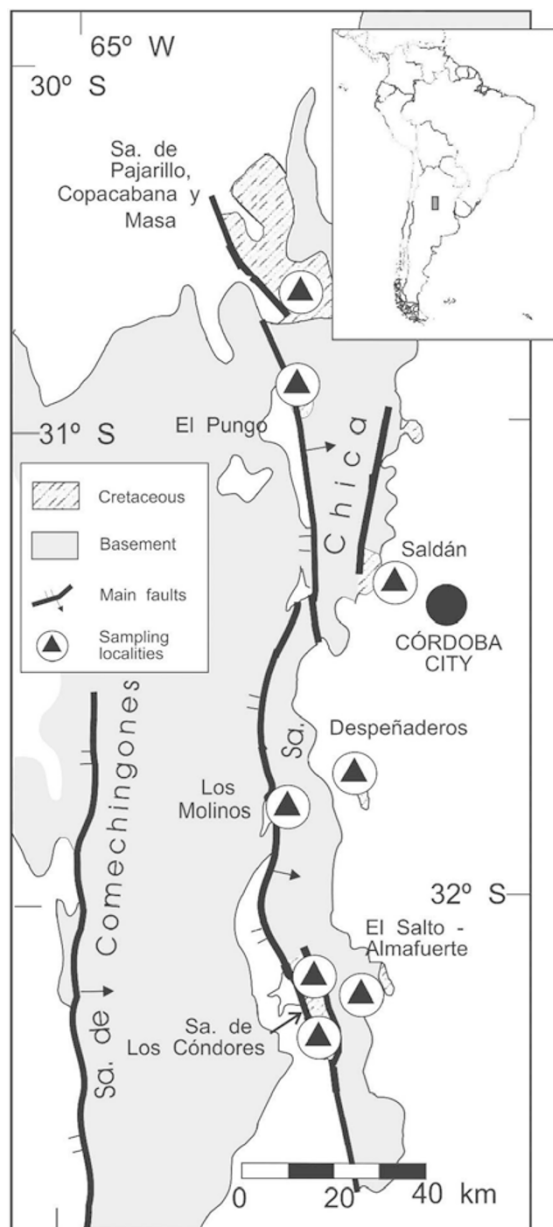 65º W
30º S
Sa. de
Pajarillo,
Copacabana y
Masa
El Pungo
31º S
Chica
Cretaceous
Basement
Main faults
Sampling
localities
Saldán
CÓRDOBA
CITY
Sa.
Despeñaderos
Los
Molinos
Sa. de Comechingones
32º S
El Salto -
Almafuerte
Sa. de
Los Cóndores
0 20 40
km